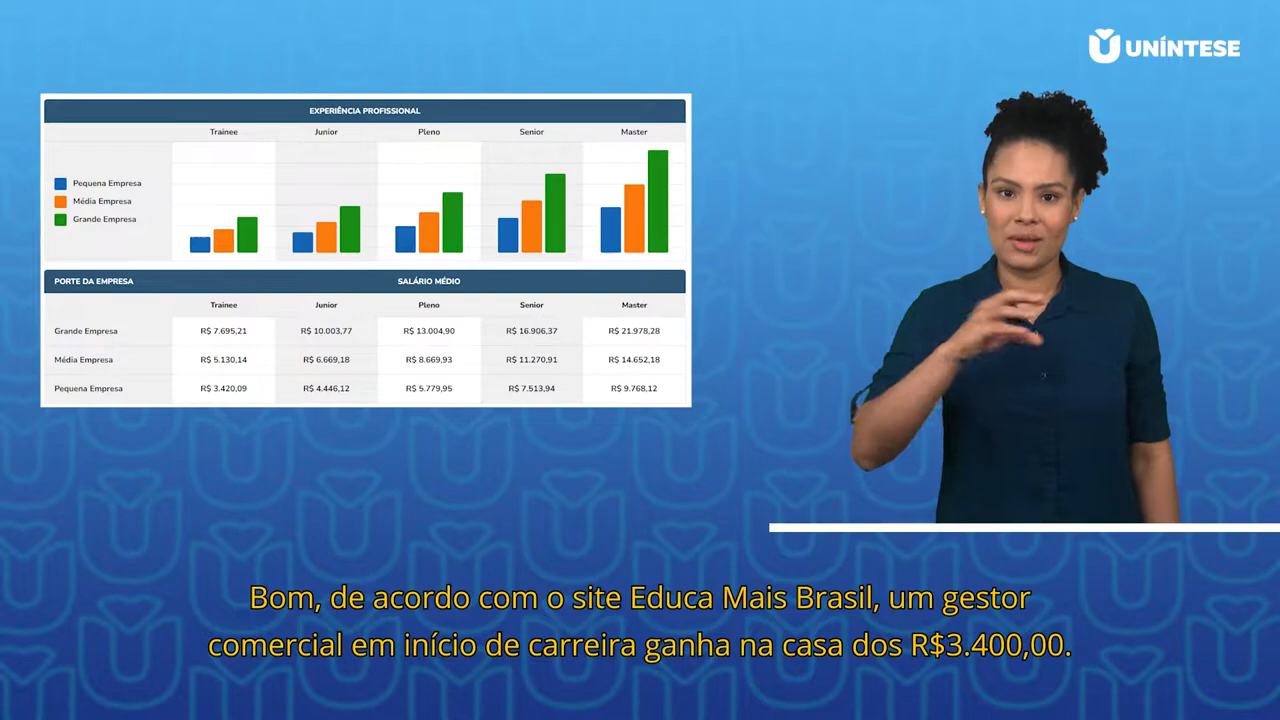 UNÍNTESE
EXPERIÊNCIA PROFISSIONAL
Trainee Junior Pleno Senior Master
Pequena Empresa
Média Empresa
Grande Empresa
PORTE DA EMPRESA SALÁRIO MÉDIO
Trainee Junior Pleno Senior Master
Grande Empresa R$ 7.695,21 R$ 10.003,77 R$ 13.004,90 R$ 16.906,37 R$ 21.978,28
Média Empresa R$ 5.130,14 R$ 6.669,18 R$ 8.669,93 R$ 11.270,91 R$ 14.652,18
Pequena Empresa R$ 3.420,09 R$ 4.446,12 R$ 5.779,95 R$ 7.513,94 R$ 9.768,12
Bom, de acordo com o site Educa Mais Brasil, um gestor
comercial em início de carreira ganha na casa dos R$3.400,00.